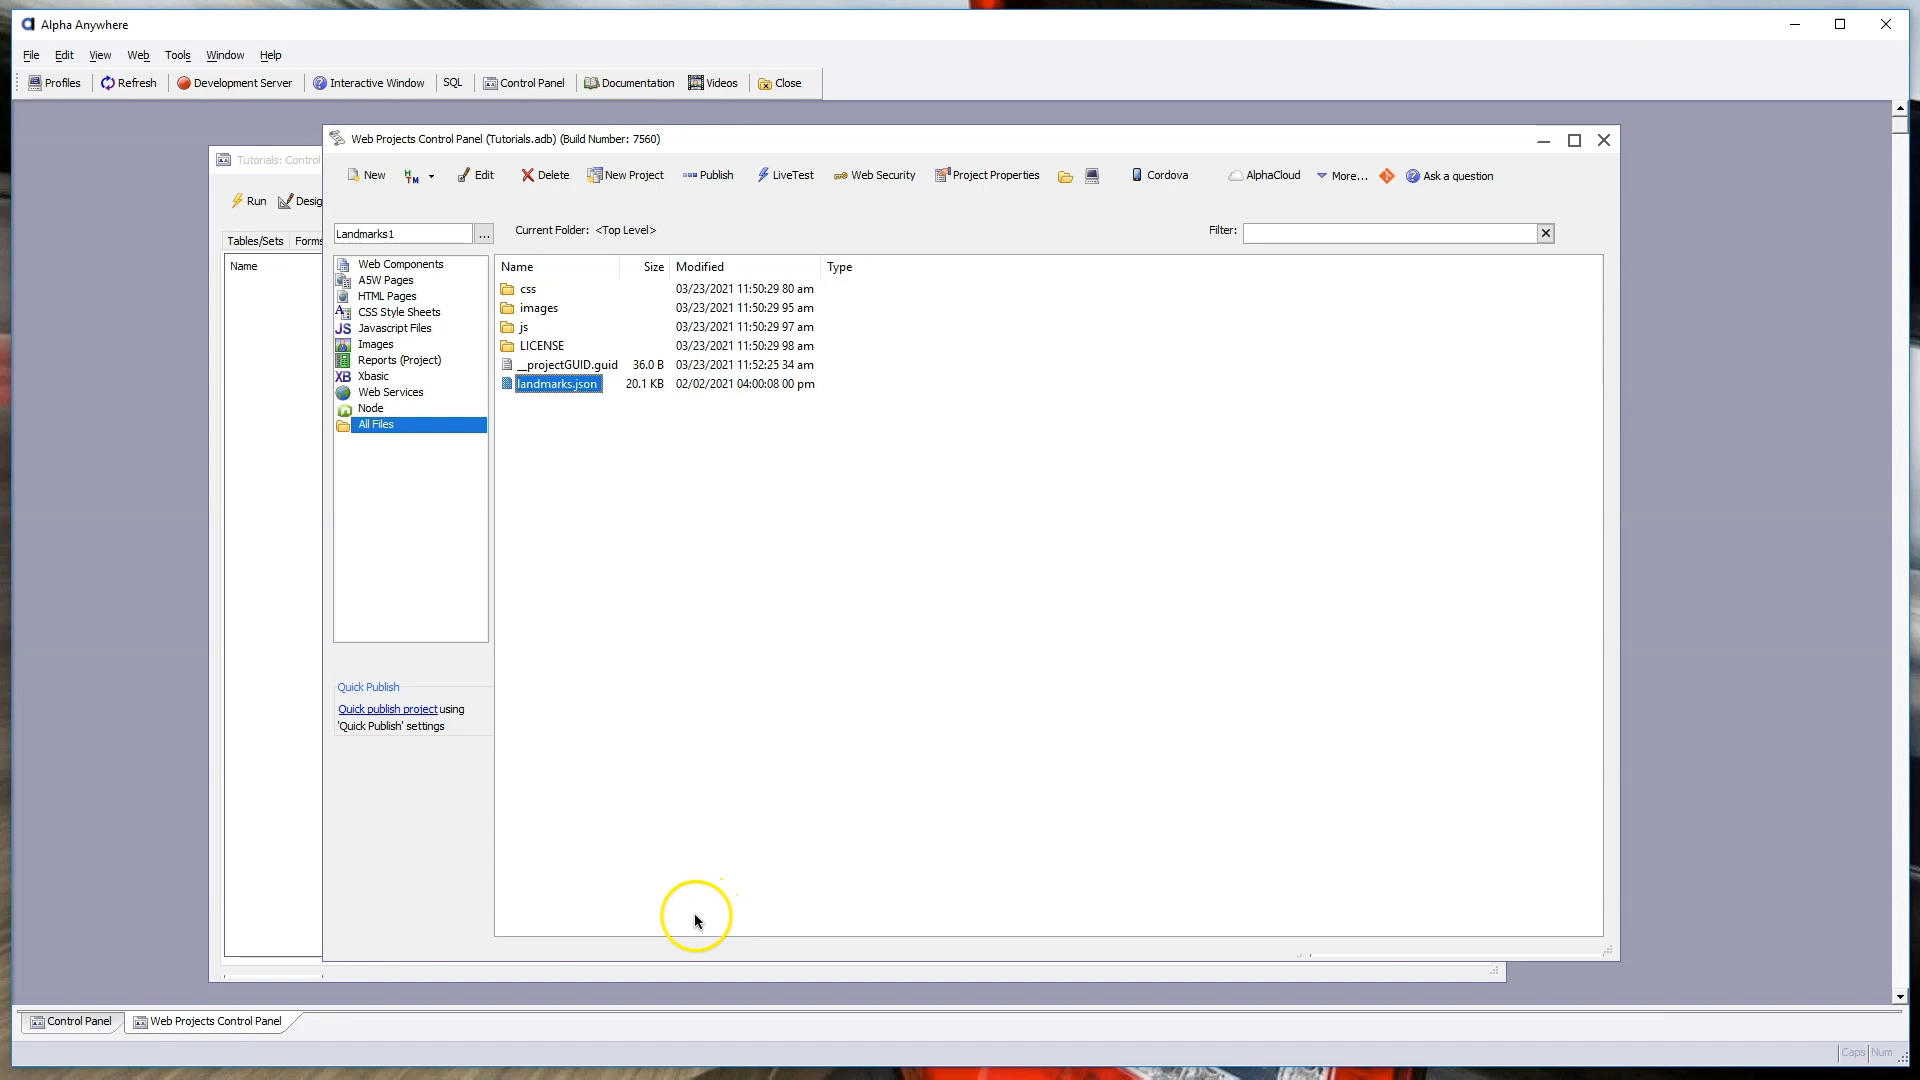 Alpha Anywhere
File Edit View Web Tools Window Help
Profiles Refresh Development Server Interactive Window SQL Control Panel Documentation Videos Close
Tutorials: Control
Run Desig
Tables/Sets Forms
Name
Web Projects Control Panel (Tutorials.adb) (Build Number: 7560)
New HTM Edit Delete New Project Publish LiveTest Web Security Project Properties Cordova AlphaCloud More... Ask a question
Landmarks1 ... Current Folder: <Top Level> Filter:
Web Components
A5W Pages
HTML Pages
CSS Style Sheets
JS Javascript Files
Images
Reports (Project)
XB Xbasic
Web Services
Node
All Files
Name Size Modified Type
css 03/23/2021 11:50:29 80 am
images 03/23/2021 11:50:29 95 am
js 03/23/2021 11:50:29 97 am
LICENSE 03/23/2021 11:50:29 98 am
__projectGUID.guid 36.0 B 03/23/2021 11:52:25 34 am
landmarks.json 20.1 KB 02/02/2021 04:00:08 00 pm
Quick Publish
Quick publish project using
'Quick Publish' settings
Control Panel Web Projects Control Panel
Caps Num